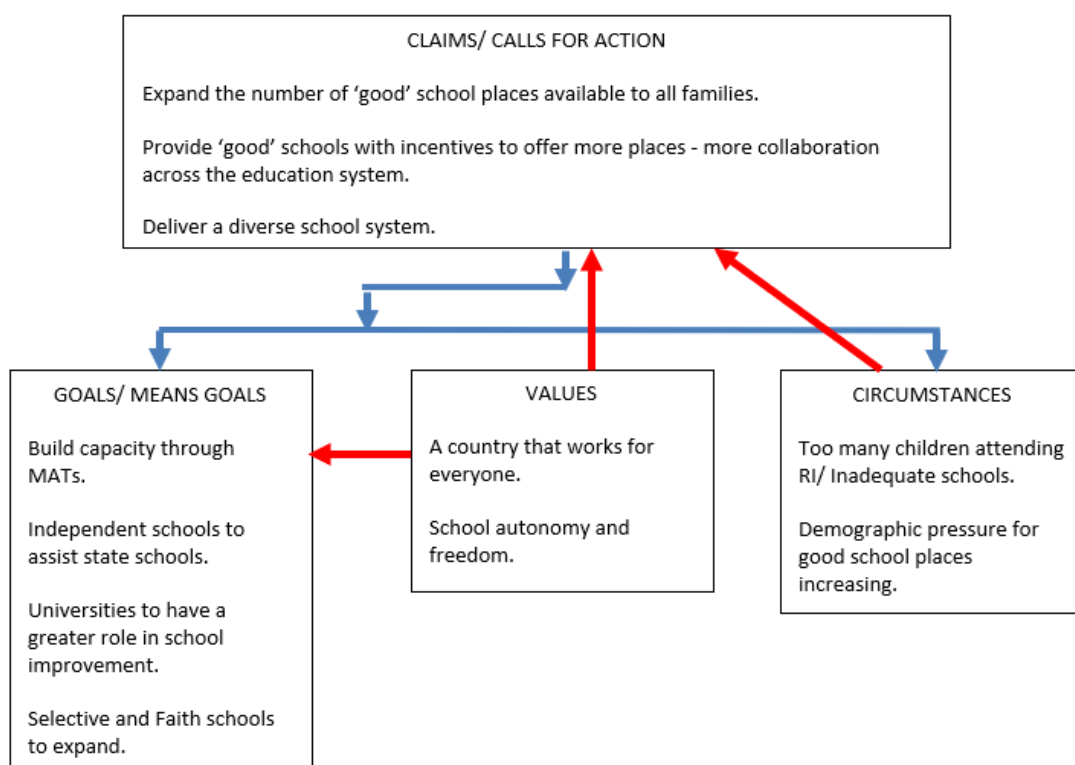 CLAIMS/ CALLS FOR ACTION
Expand the number of ‘good’ school places available to all families.
Provide ‘good’ schools with incentives to offer more places - more collaboration
across the education system.
Deliver a diverse school system.
GOALS/ MEANS GOALS
Build capacity through
MATs.
Independent schools to
assist state schools.
Universities to have a
greater role in school
improvement.
Selective and Faith schools
to expand.
VALUES
A country that works for
everyone.
School autonomy and
freedom.
CIRCUMSTANCES
Too many children attending
RI/ Inadequate schools.
Demographic pressure for
good school places
increasing.